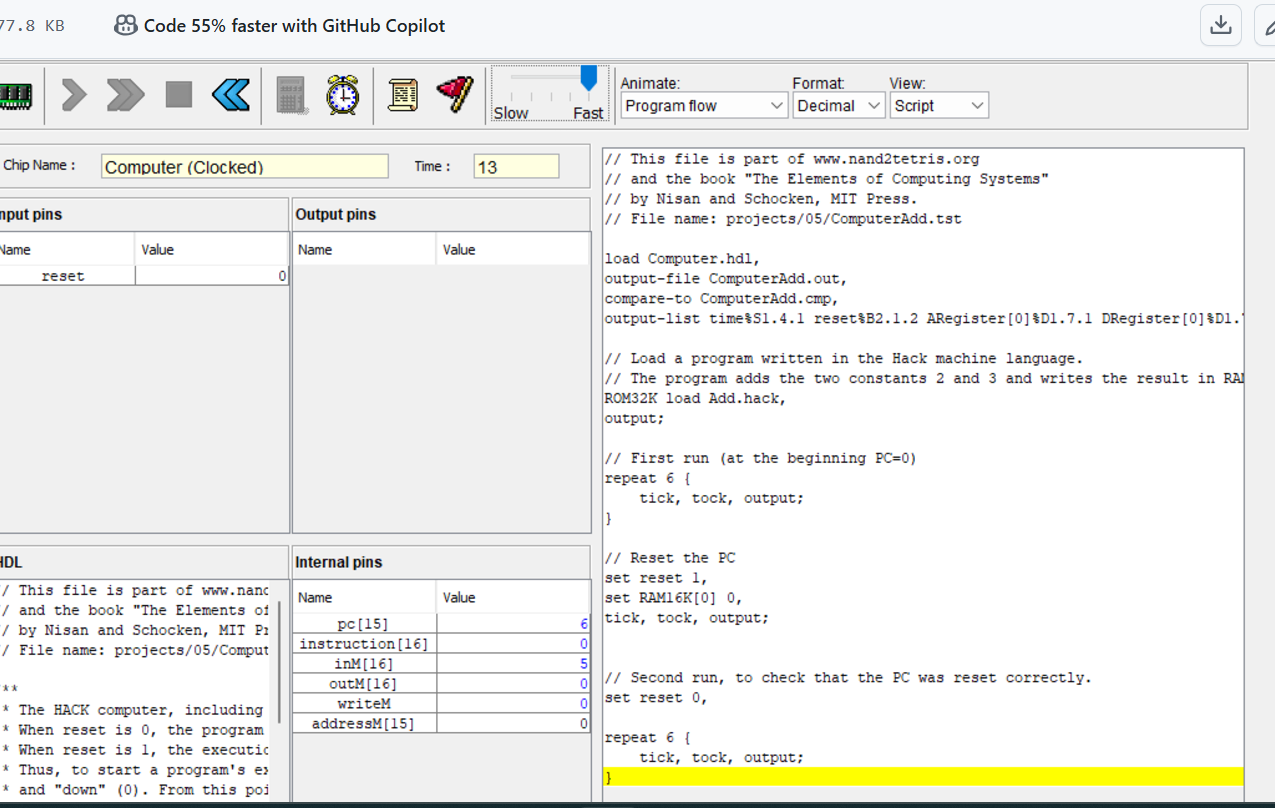 77.8 KB
Code 55% faster with GitHub Copilot
Slow
Fast
Animate:
Program flow
Format:
Decimal
View:
Script
Chip Name :
Computer (Clocked)
Time :
13
nput pins
Name
Value
reset
0
Output pins
Name
Value
HDL
// This file is part of www.nanc
// and the book "The Elements of
// by Nisan and Schocken, MIT Pr
// File name: projects/05/Comput
**
* The HACK computer, including
* When reset is 0, the program
* When reset is 1, the executic
* Thus, to start a program's ex
* and "down" (0). From this poi
Internal pins
Name
Value
pc[15]
6
instruction[16]
0
inM[16]
5
outM[16]
0
writeM
0
addressM[15]
0
// This file is part of www.nand2tetris.org
// and the book "The Elements of Computing Systems"
// by Nisan and Schocken, MIT Press.
// File name: projects/05/ComputerAdd.tst
load Computer.hdl,
output-file ComputerAdd.out,
compare-to ComputerAdd.cmp,
output-list time%S1.4.1 reset%B2.1.2 ARegister[0]%D1.7.1 DRegister[0]%D1.
// Load a program written in the Hack machine language.
// The program adds the two constants 2 and 3 and writes the result in RAM
ROM32K load Add.hack,
output;
// First run (at the beginning PC=0)
repeat 6 {
tick, tock, output;
}
// Reset the PC
set reset 1,
set RAM16K[0] 0,
tick, tock, output;
// Second run, to check that the PC was reset correctly.
set reset 0,
repeat 6 {
tick, tock, output;
}